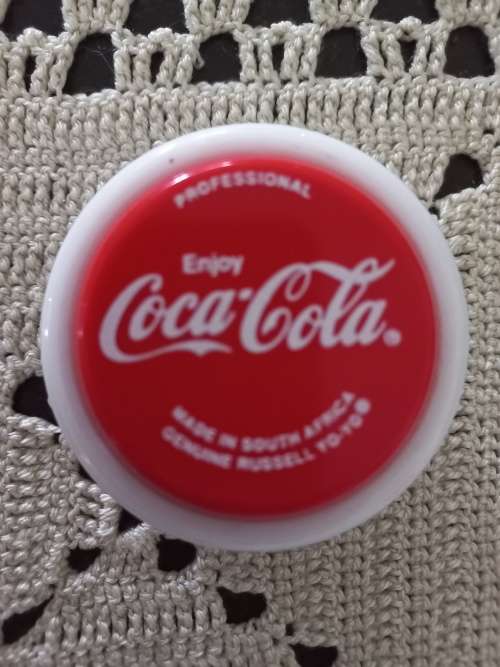 PROFESSIONAL
Enjoy
Coca-Cola®
MADE IN SOUTH AFRICA
GENUINE RUSSELL YO-YO®